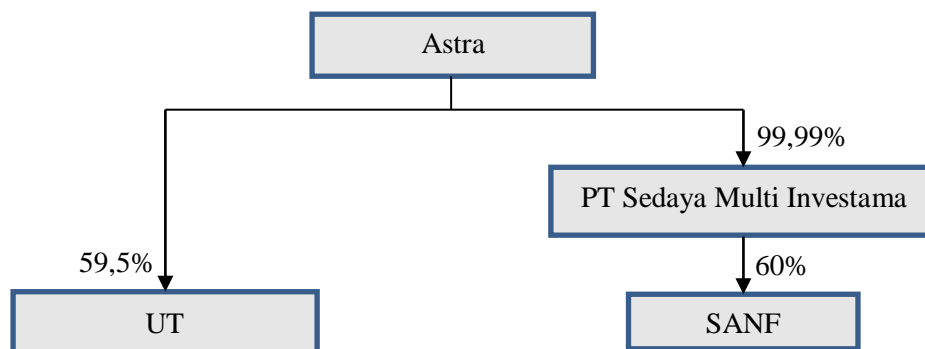 Astra
99,99%
PT Sedaya Multi Investama
59,5%
60%
UT
SANF